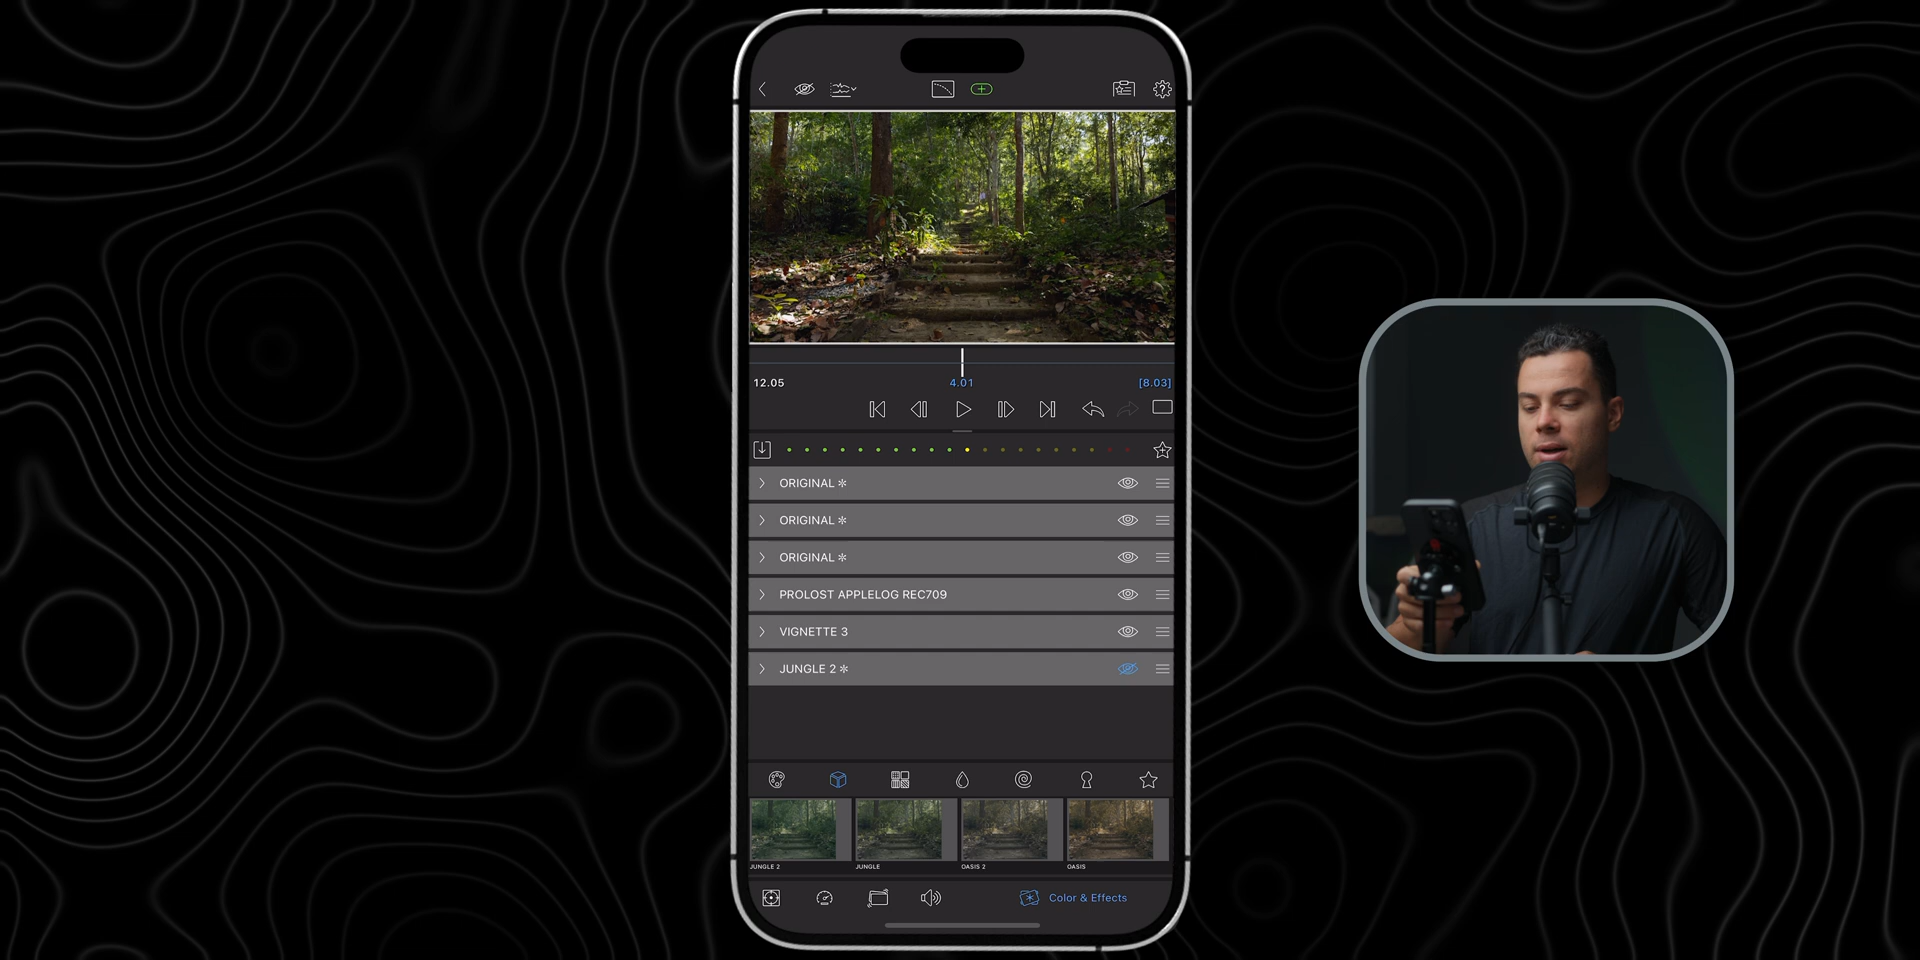 12.05
4.01
[8.03]
ORIGINAL ✻
ORIGINAL ✻
ORIGINAL ✻
PROLOST APPLELOG REC709
VIGNETTE 3
JUNGLE 2 ✻
JUNGLE 2
JUNGLE
OASIS 2
OASIS
Color & Effects